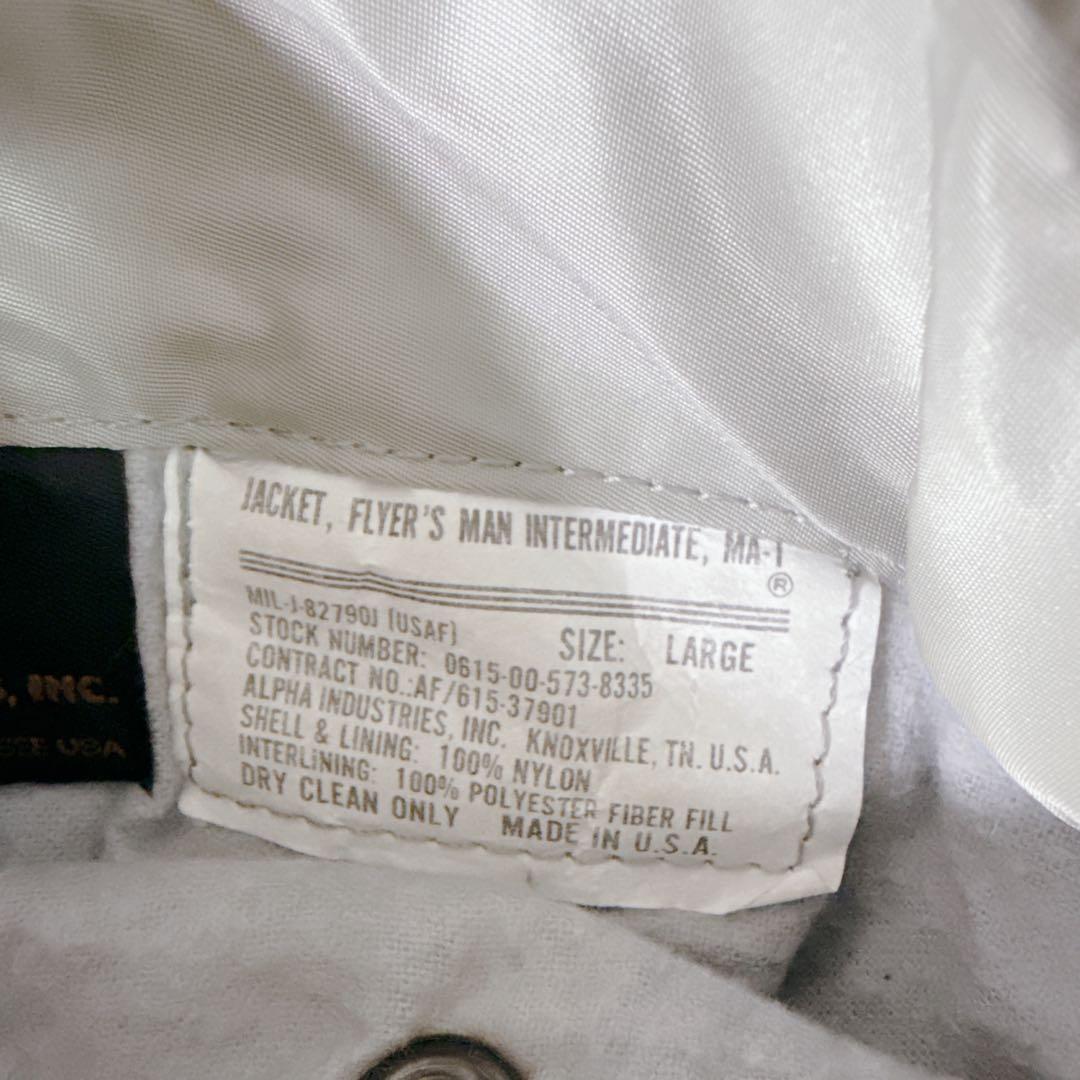 JACKET, FLYER'S MAN INTERMEDIATE, MA-1
®
MIL-J-82790J (USAF)
SIZE: LARGE
STOCK NUMBER: 0615-00-573-8335
CONTRACT NO.:AF/615-37901
ALPHA INDUSTRIES, INC. KNOXVILLE, TN. U.S.A.
SHELL & LINING: 100% NYLON
INTERLINING: 100% POLYESTER FIBER FILL
DRY CLEAN ONLY MADE IN U.S.A.
, INC.
USA